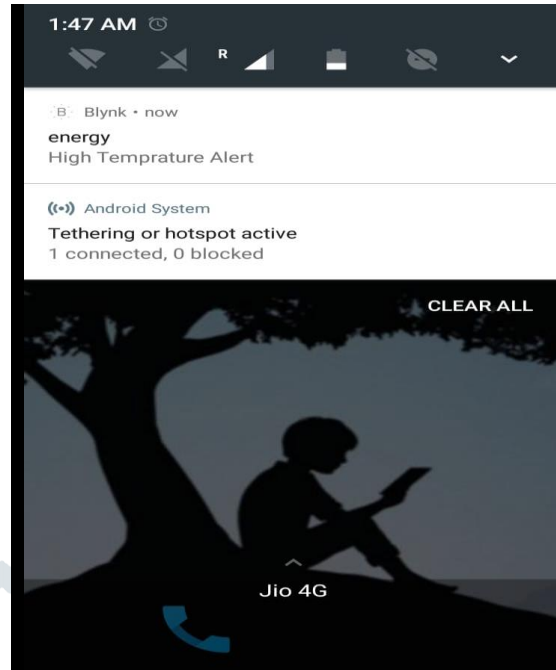 1:47 AM
R
B Blynk • now
energy
High Temprature Alert
Android System
Tethering or hotspot active
1 connected, 0 blocked
CLEAR ALL
Jio 4G